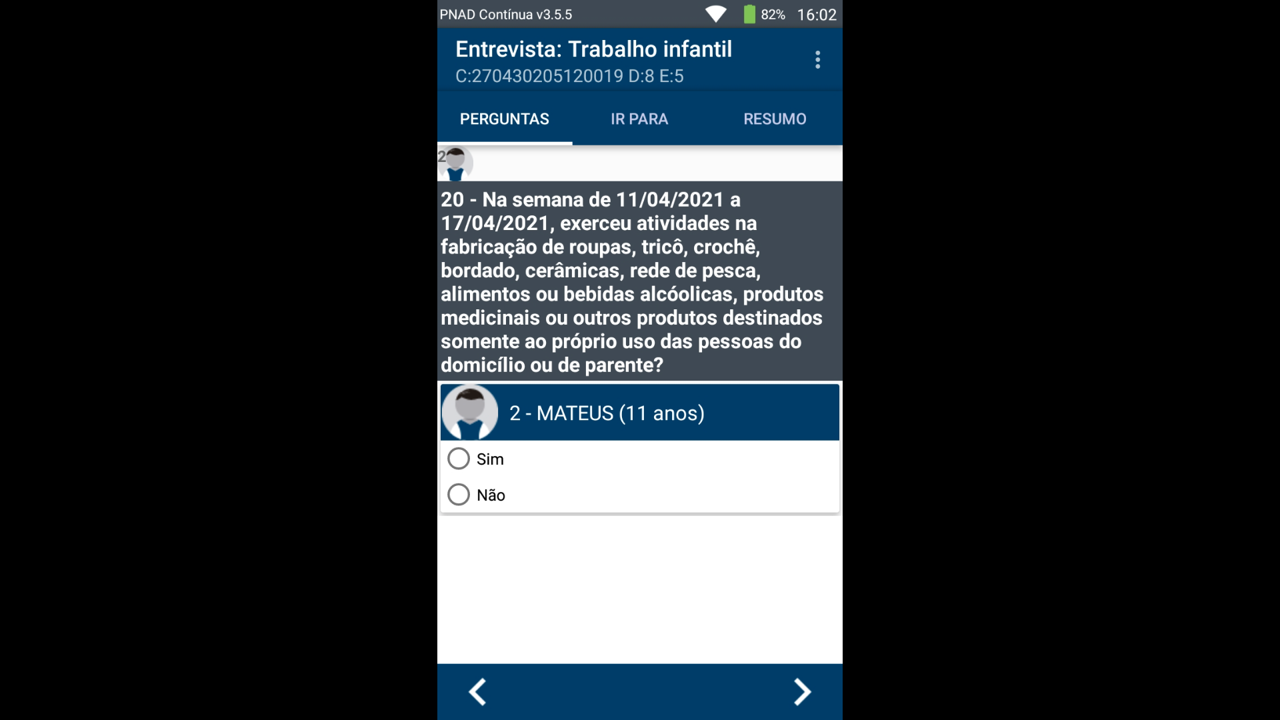 PNAD Contínua v3.5.5
82%
16:02
Entrevista: Trabalho infantil
C:270430205120019 D:8 E:5
PERGUNTAS
IR PARA
RESUMO
2
20 - Na semana de 11/04/2021 a
17/04/2021, exerceu atividades na
fabricação de roupas, tricô, crochê,
bordado, cerâmicas, rede de pesca,
alimentos ou bebidas alcóolicas, produtos
medicinais ou outros produtos destinados
somente ao próprio uso das pessoas do
domicílio ou de parente?
2 - MATEUS (11 anos)
Sim
Não